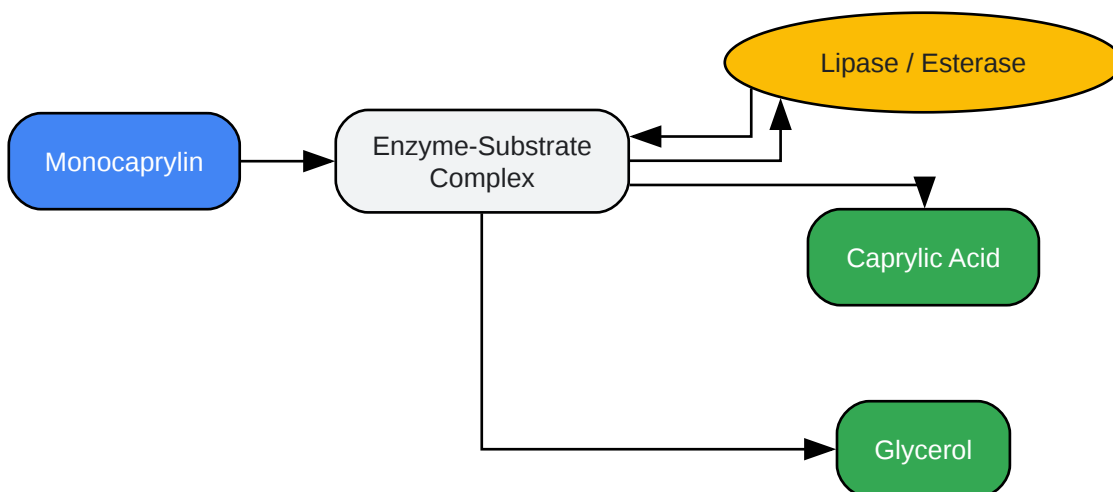 Lipase / Esterase
Monocaprylin
Enzyme-Substrate
Complex
Caprylic Acid
Glycerol